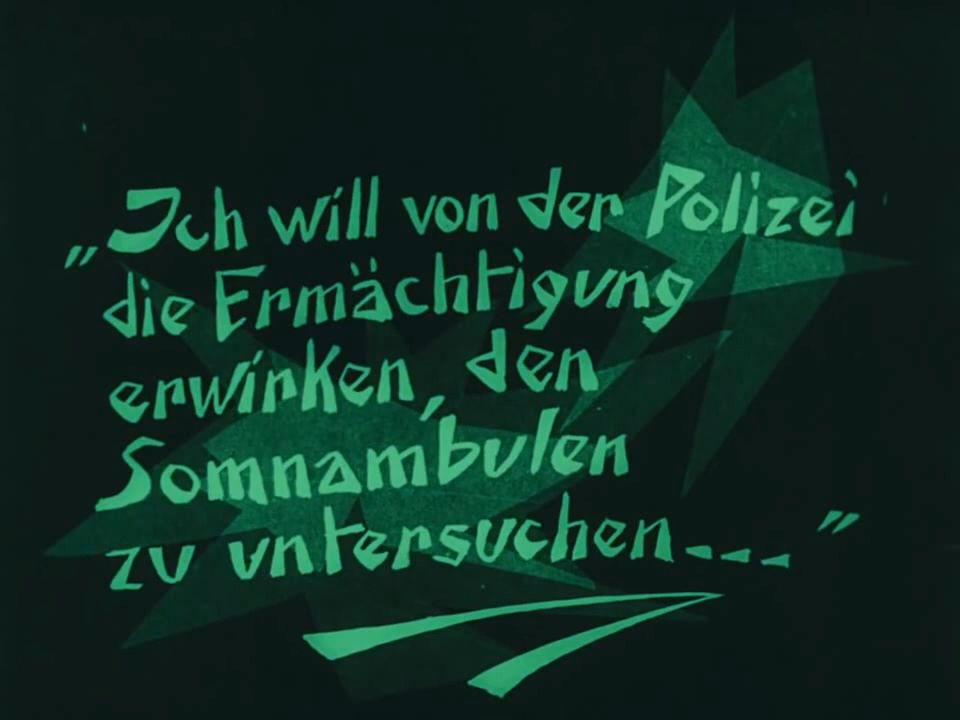 „Ich will von der Polizei
die Ermächtigung
erwirken, den
Somnambulen
zu untersuchen----"